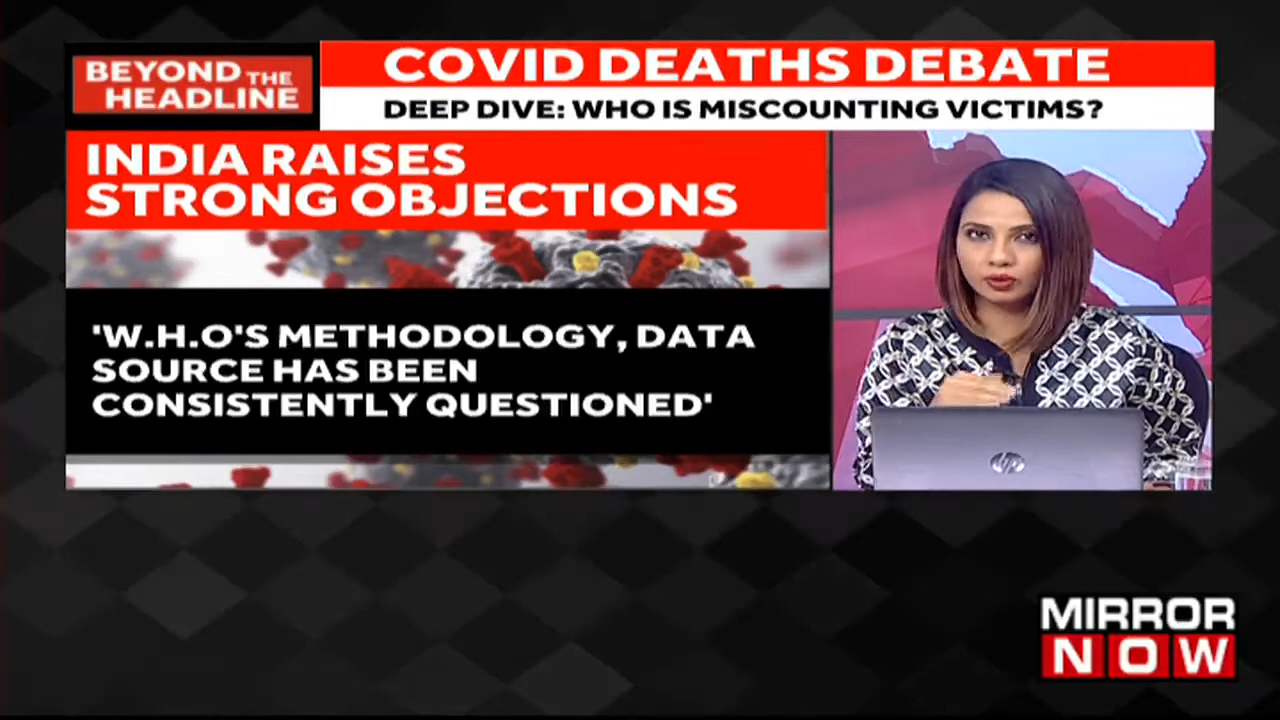 BEYOND THE
HEADLINE
COVID DEATHS DEBATE
DEEP DIVE: WHO IS MISCOUNTING VICTIMS?
INDIA RAISES
STRONG OBJECTIONS
'W.H.O'S METHODOLOGY, DATA
SOURCE HAS BEEN
CONSISTENTLY QUESTIONED'
hp
MIRROR
NOW